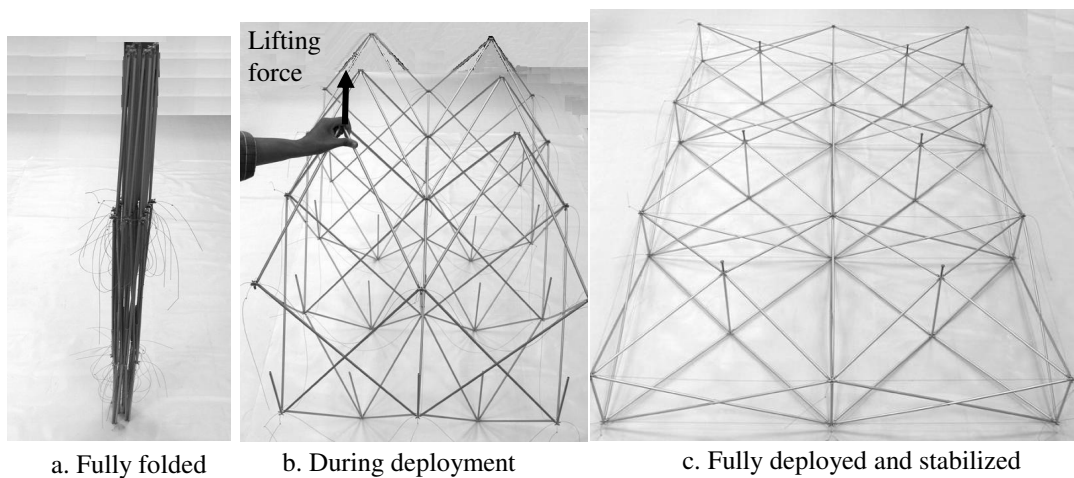 Lifting
force
a. Fully folded
b. During deployment
c. Fully deployed and stabilized